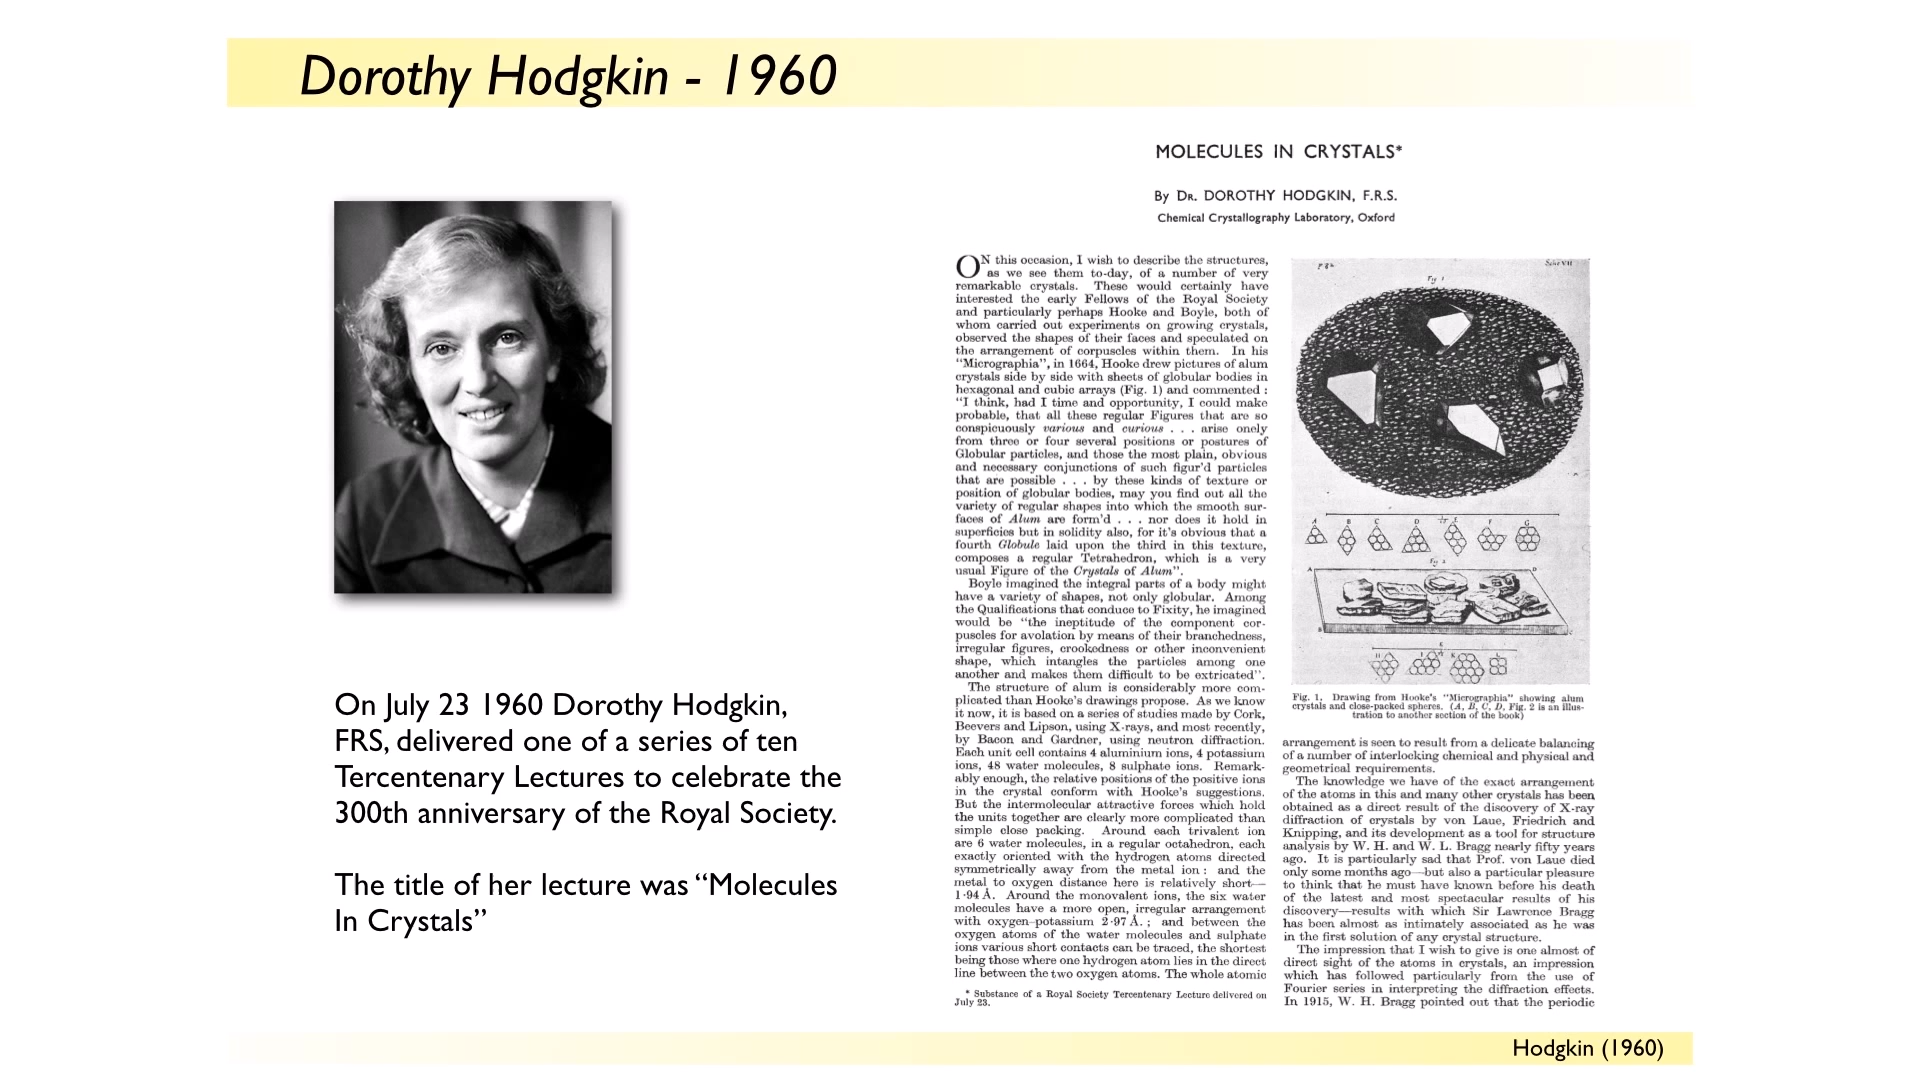 Dorothy Hodgkin - 1960
On July 23 1960 Dorothy Hodgkin,
FRS, delivered one of a series of ten
Tercentenary Lectures to celebrate the
300th anniversary of the Royal Society.
The title of her lecture was “Molecules
In Crystals”
MOLECULES IN CRYSTALS*
By DR. DOROTHY HODGKIN, F.R.S.
Chemical Crystallography Laboratory, Oxford
ON this occasion, I wish to describe the structures,
as we see them to-day, of a number of very
remarkable crystals. These would certainly have
interested the early Fellows of the Royal Society
and particularly perhaps Hooke and Boyle, both of
whom carried out experiments on growing crystals,
observed the shapes of their faces and speculated on
the arrangement of corpuscles within them. In his
“Micrographia”, in 1664, Hooke drew pictures of alum
crystals side by side with sheets of globular bodies in
hexagonal and cubic arrays (Fig. 1) and commented :
“I think, had I time and opportunity, I could make
probable, that all these regular Figures that are so
conspicuously various and curious . . . arise onely
from three or four several positions or postures of
Globular particles, and those the most plain, obvious
and necessary conjunctions of such figur’d particles
that are possible . . . by these kinds of texture or
position of globular bodies, may you find out all the
variety of regular shapes into which the smooth sur-
faces of Alum are form’d . . . nor does it hold in
superficies but in solidity also, for it’s obvious that a
fourth Globule laid upon the third in this texture,
composes a regular Tetrahedron, which is a very
usual Figure of the Crystals of Alum”.
Boyle imagined the integral parts of a body might
have a variety of shapes, not only globular. Among
the Qualifications that conduce to Fixity, he imagined
would be “the ineptitude of the component cor-
puscles for avolation by means of their branchedness,
irregular figures, crookedness or other inconvenient
shape, which intangles the particles among one
another and makes them difficult to be extricated”.
The structure of alum is considerably more com-
plicated than Hooke’s drawings propose. As we know
it now, it is based on a series of studies made by Cork,
Beevers and Lipson, using X-rays, and most recently,
by Bacon and Gardner, using neutron diffraction.
Each unit cell contains 4 aluminium ions, 4 potassium
ions, 48 water molecules, 8 sulphate ions. Remark-
ably enough, the relative positions of the positive ions
in the crystal conform with Hooke’s suggestions.
But the intermolecular attractive forces which hold
the units together are clearly more complicated than
simple close packing. Around each trivalent ion
are 6 water molecules, in a regular octahedron, each
exactly oriented with the hydrogen atoms directed
symmetrically away from the metal ion : and the
metal to oxygen distance here is relatively short—
1·94 Å. Around the monovalent ions, the six water
molecules have a more open, irregular arrangement
with oxygen–potassium 2·97 Å. ; and between the
oxygen atoms of the water molecules and sulphate
ions various short contacts can be traced, the shortest
being those where one hydrogen atom lies in the direct
line between the two oxygen atoms. The whole atomic
* Substance of a Royal Society Tercentenary Lecture delivered on
July 23.
Fig 1
A B C D E F G
Fig 2
A D
B C
H I K L
Fig. 1. Drawing from Hooke’s “Micrographia” showing alum
crystals and close-packed spheres. (A, B, C, D, Fig. 2 is an illus-
tration to another section of the book)
arrangement is seen to result from a delicate balancing
of a number of interlocking chemical and physical and
geometrical requirements.
The knowledge we have of the exact arrangement
of the atoms in this and many other crystals has been
obtained as a direct result of the discovery of X-ray
diffraction of crystals by von Laue, Friedrich and
Knipping, and its development as a tool for structure
analysis by W. H. and W. L. Bragg nearly fifty years
ago. It is particularly sad that Prof. von Laue died
only some months ago—but also a particular pleasure
to think that he must have known before his death
of the latest and most spectacular results of his
discovery—results with which Sir Lawrence Bragg
has been almost as intimately associated as he was
in the first solution of any crystal structure.
The impression that I wish to give is one almost of
direct sight of the atoms in crystals, an impression
which has followed particularly from the use of
Fourier series in interpreting the diffraction effects.
In 1915, W. H. Bragg pointed out that the periodic
Hodgkin (1960)